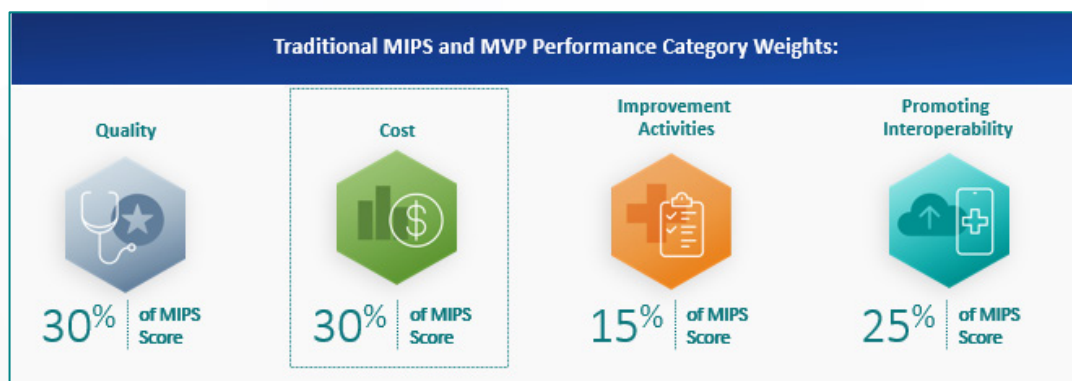 Traditional MIPS and MVP Performance Category Weights:
Quality
Cost
Improvement
Activities
Promoting
Interoperability
30% of MIPS
Score
30% of MIPS
Score
15% of MIPS
Score
25% of MIPS
Score